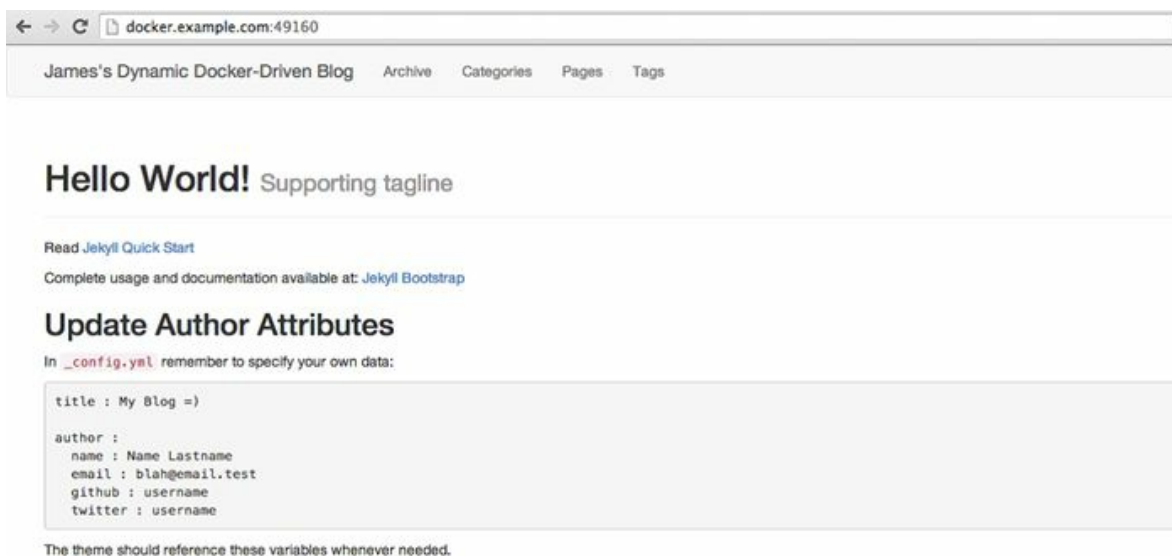 docker.example.com:49160
James's Dynamic Docker-Driven Blog Archive Categories Pages Tags
Hello World! Supporting tagline
Read Jekyll Quick Start
Complete usage and documentation available at: Jekyll Bootstrap
Update Author Attributes
In _config.yml remember to specify your own data:
title : My Blog =)
author :
name : Name Lastname
email : blah@email.test
github : username
twitter : username
The theme should reference these variables whenever needed.